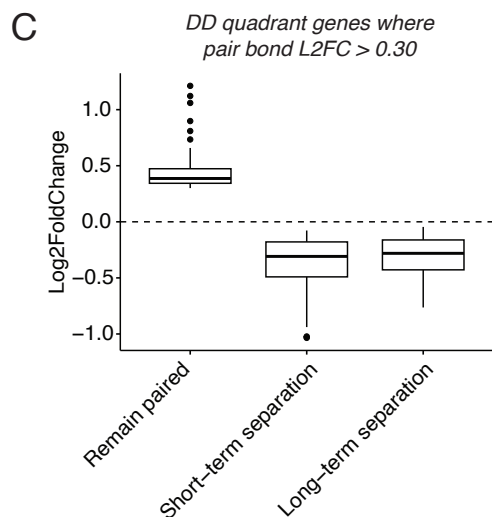 C
DD quadrant genes where
pair bond L2FC > 0.30
Log2FoldChange
1.0
0.5
0.0
−0.5
−1.0
Remain paired
Short−term separation
Long−term separation